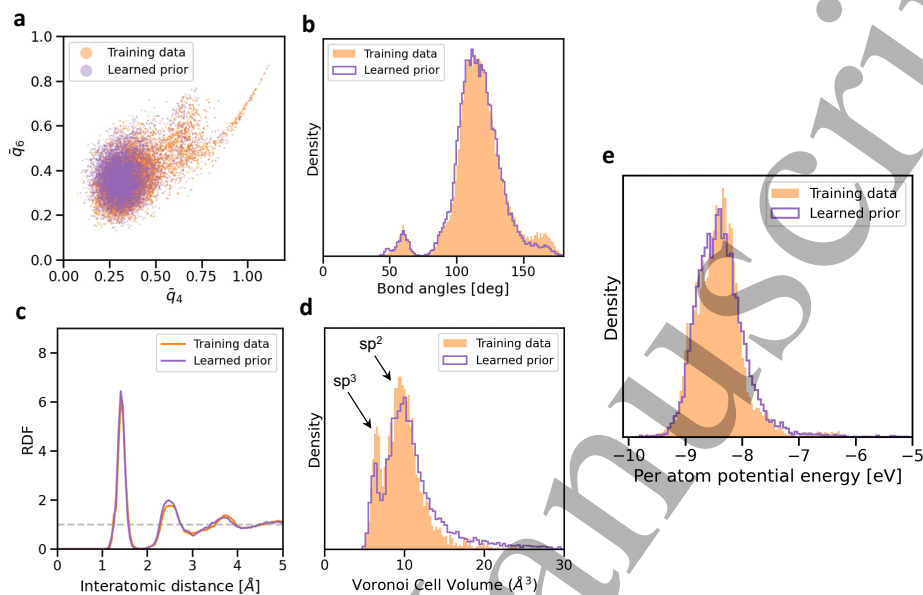 a
1.0
0.8
0.6
0.4
0.2
0.0
0.00 0.25 0.50 0.75 1.00
q̄6
q̄4
Training data
Learned prior
b
Training data
Learned prior
Density
0 50 100 150
Bond angles [deg]
c
8
6
4
2
0
RDF
Training data
Learned prior
0 1 2 3 4 5
Interatomic distance [Å]
d
sp²
sp³
Training data
Learned prior
Density
0 10 20 30
Voronoi Cell Volume (Å³)
e
Training data
Learned prior
Density
−10 −9 −8 −7 −6 −5
Per atom potential energy [eV]